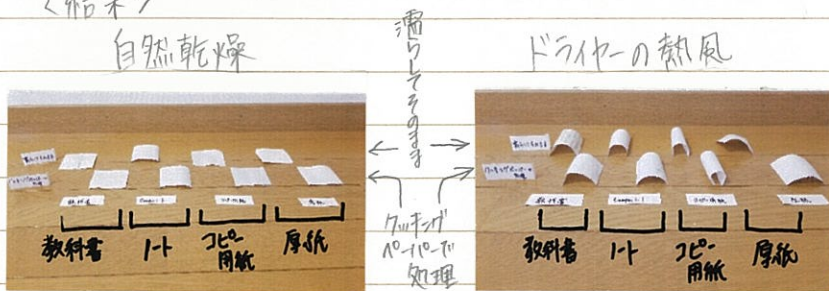 〈結果〉
自然乾燥
濡らしてそのまま
ドライヤーの熱風
クッキング
ペーパーで
処理
教科書
ノート
コピー
用紙
厚紙
教科書
ノート
コピー
用紙
厚紙